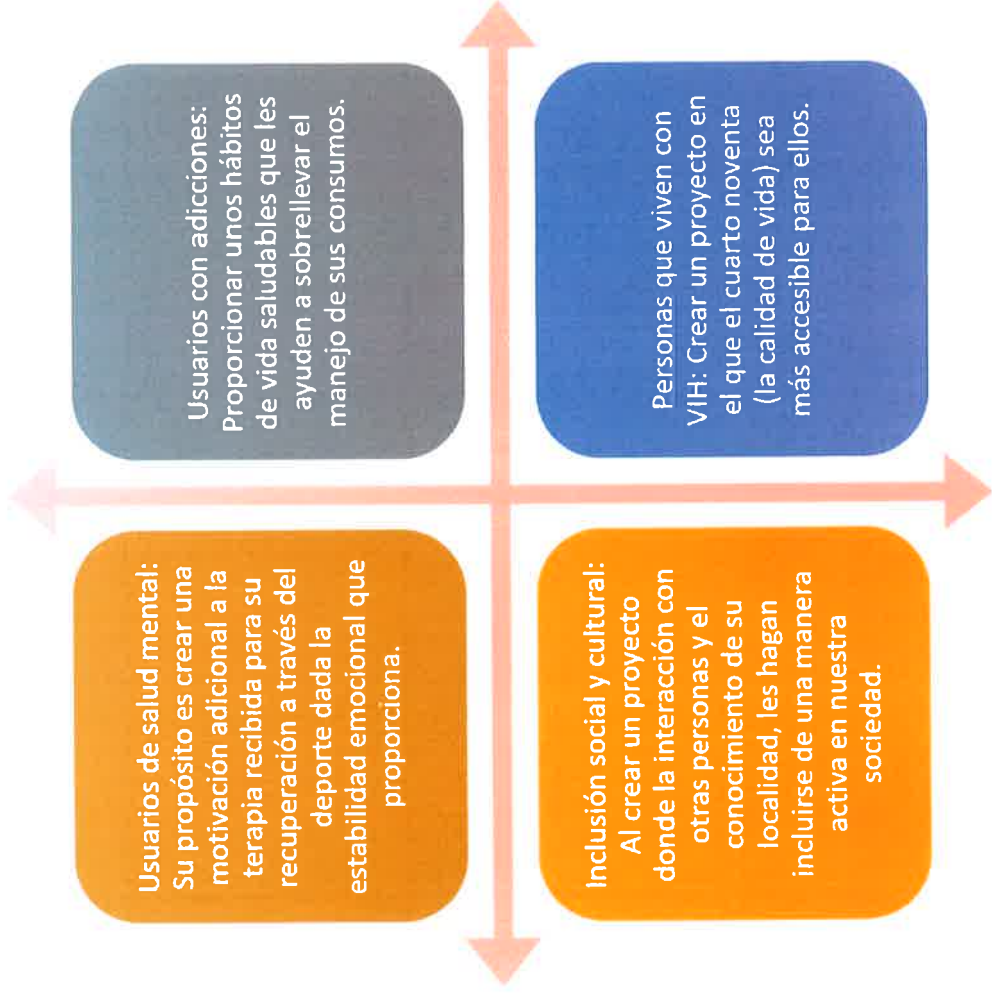 Inclusión social y cultural:
Al crear un proyecto
donde la interacción con
otras personas y el
conocimiento de su
localidad, les hagan
incluirse de una manera
activa en nuestra
sociedad.
Usuarios de salud mental:
Su propósito es crear una
motivación adicional a la
terapia recibida para su
recuperación a través del
deporte dada la
estabilidad emocional que
proporciona.
Personas que viven con
VIH: Crear un proyecto en
el que el cuarto noventa
(la calidad de vida) sea
más accesible para ellos.
Usuarios con adicciones:
Proporcionar unos hábitos
de vida saludables que les
ayuden a sobrellevar el
manejo de sus consumos.